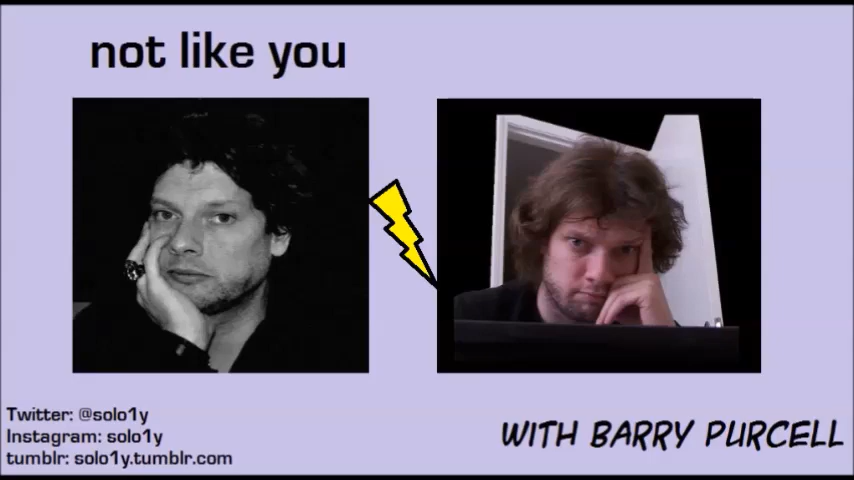 not like you
Twitter: @solo1y
Instagram: solo1y
tumblr: solo1y.tumblr.com
WITH BARRY PURCELL